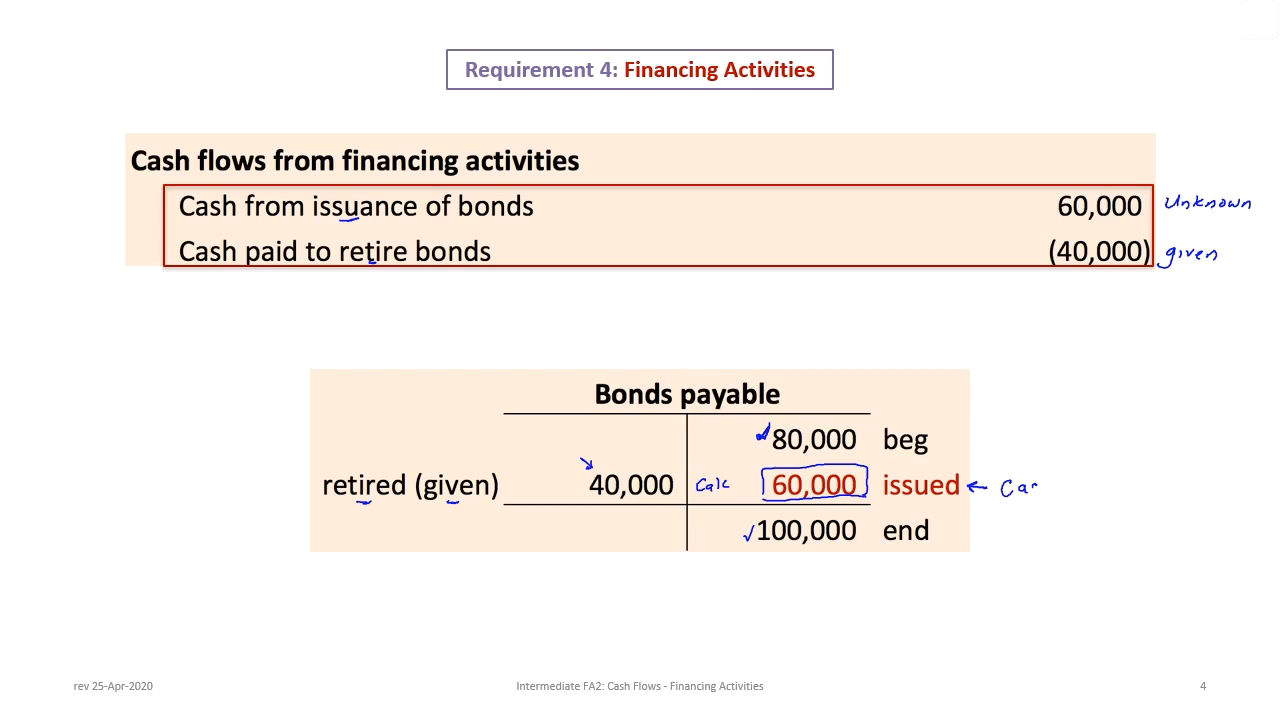 Requirement 4: Financing Activities
Cash flows from financing activities
Cash from issuance of bonds 60,000 Unknown
Cash paid to retire bonds (40,000) given
Bonds payable
80,000 beg
retired (given) 40,000 Calc 60,000 issued ← Ca
100,000 end
rev 25-Apr-2020 Intermediate FA2: Cash Flows - Financing Activities 4